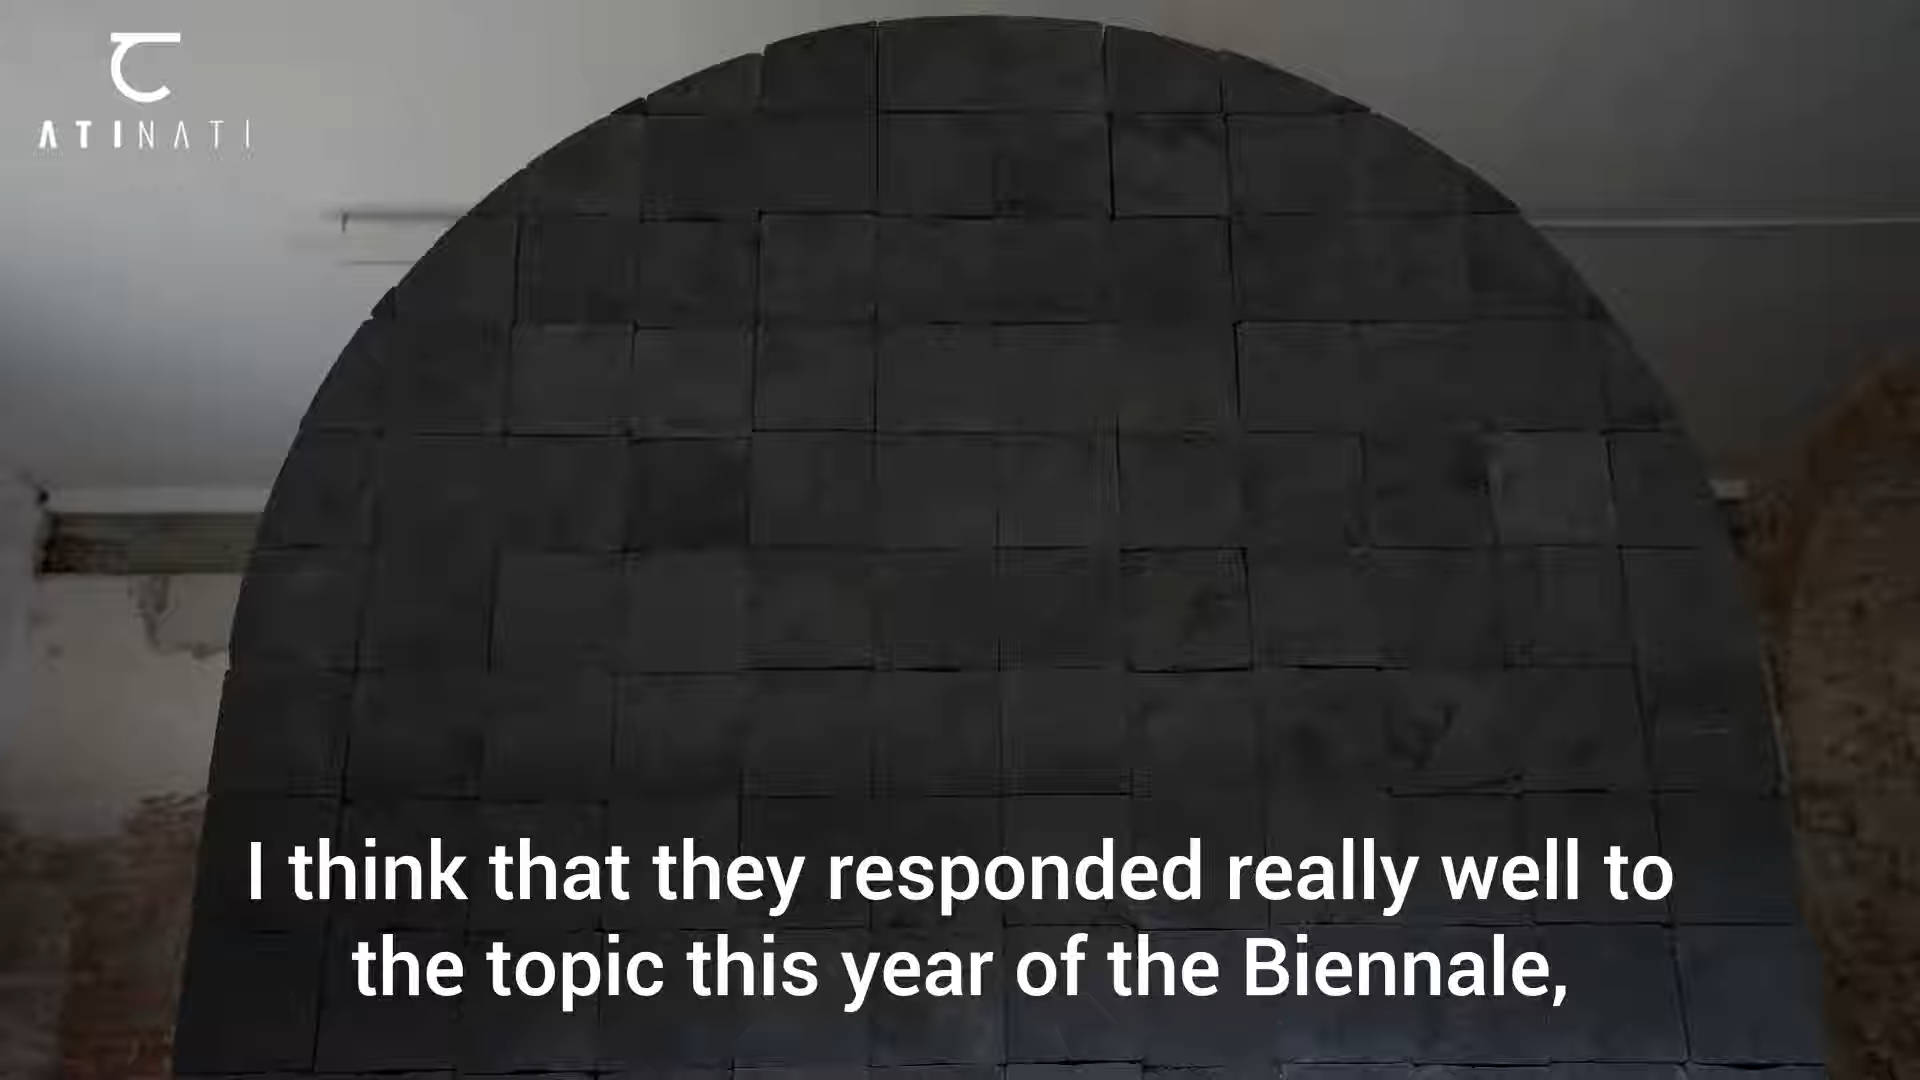 ATINATI
I think that they responded really well to
the topic this year of the Biennale,